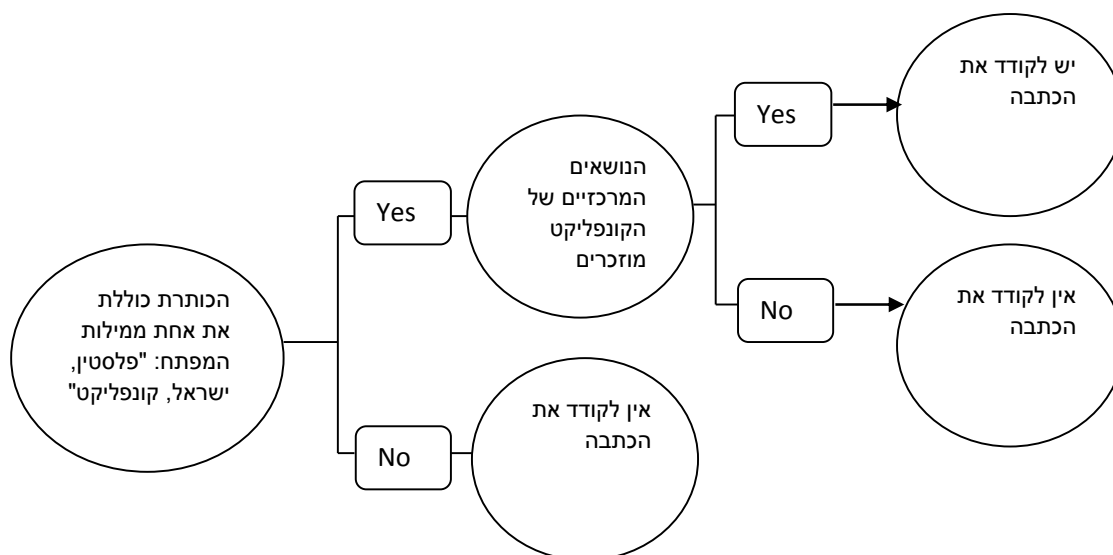 הכותרת כוללת
את אחת ממילות
המפתח: "פלסטין,
ישראל, קונפליקט"
Yes
No
הנושאים
המרכזיים של
הקונפליקט
מוזכרים
אין לקודד את
הכתבה
Yes
No
יש לקודד את
הכתבה
אין לקודד את
הכתבה